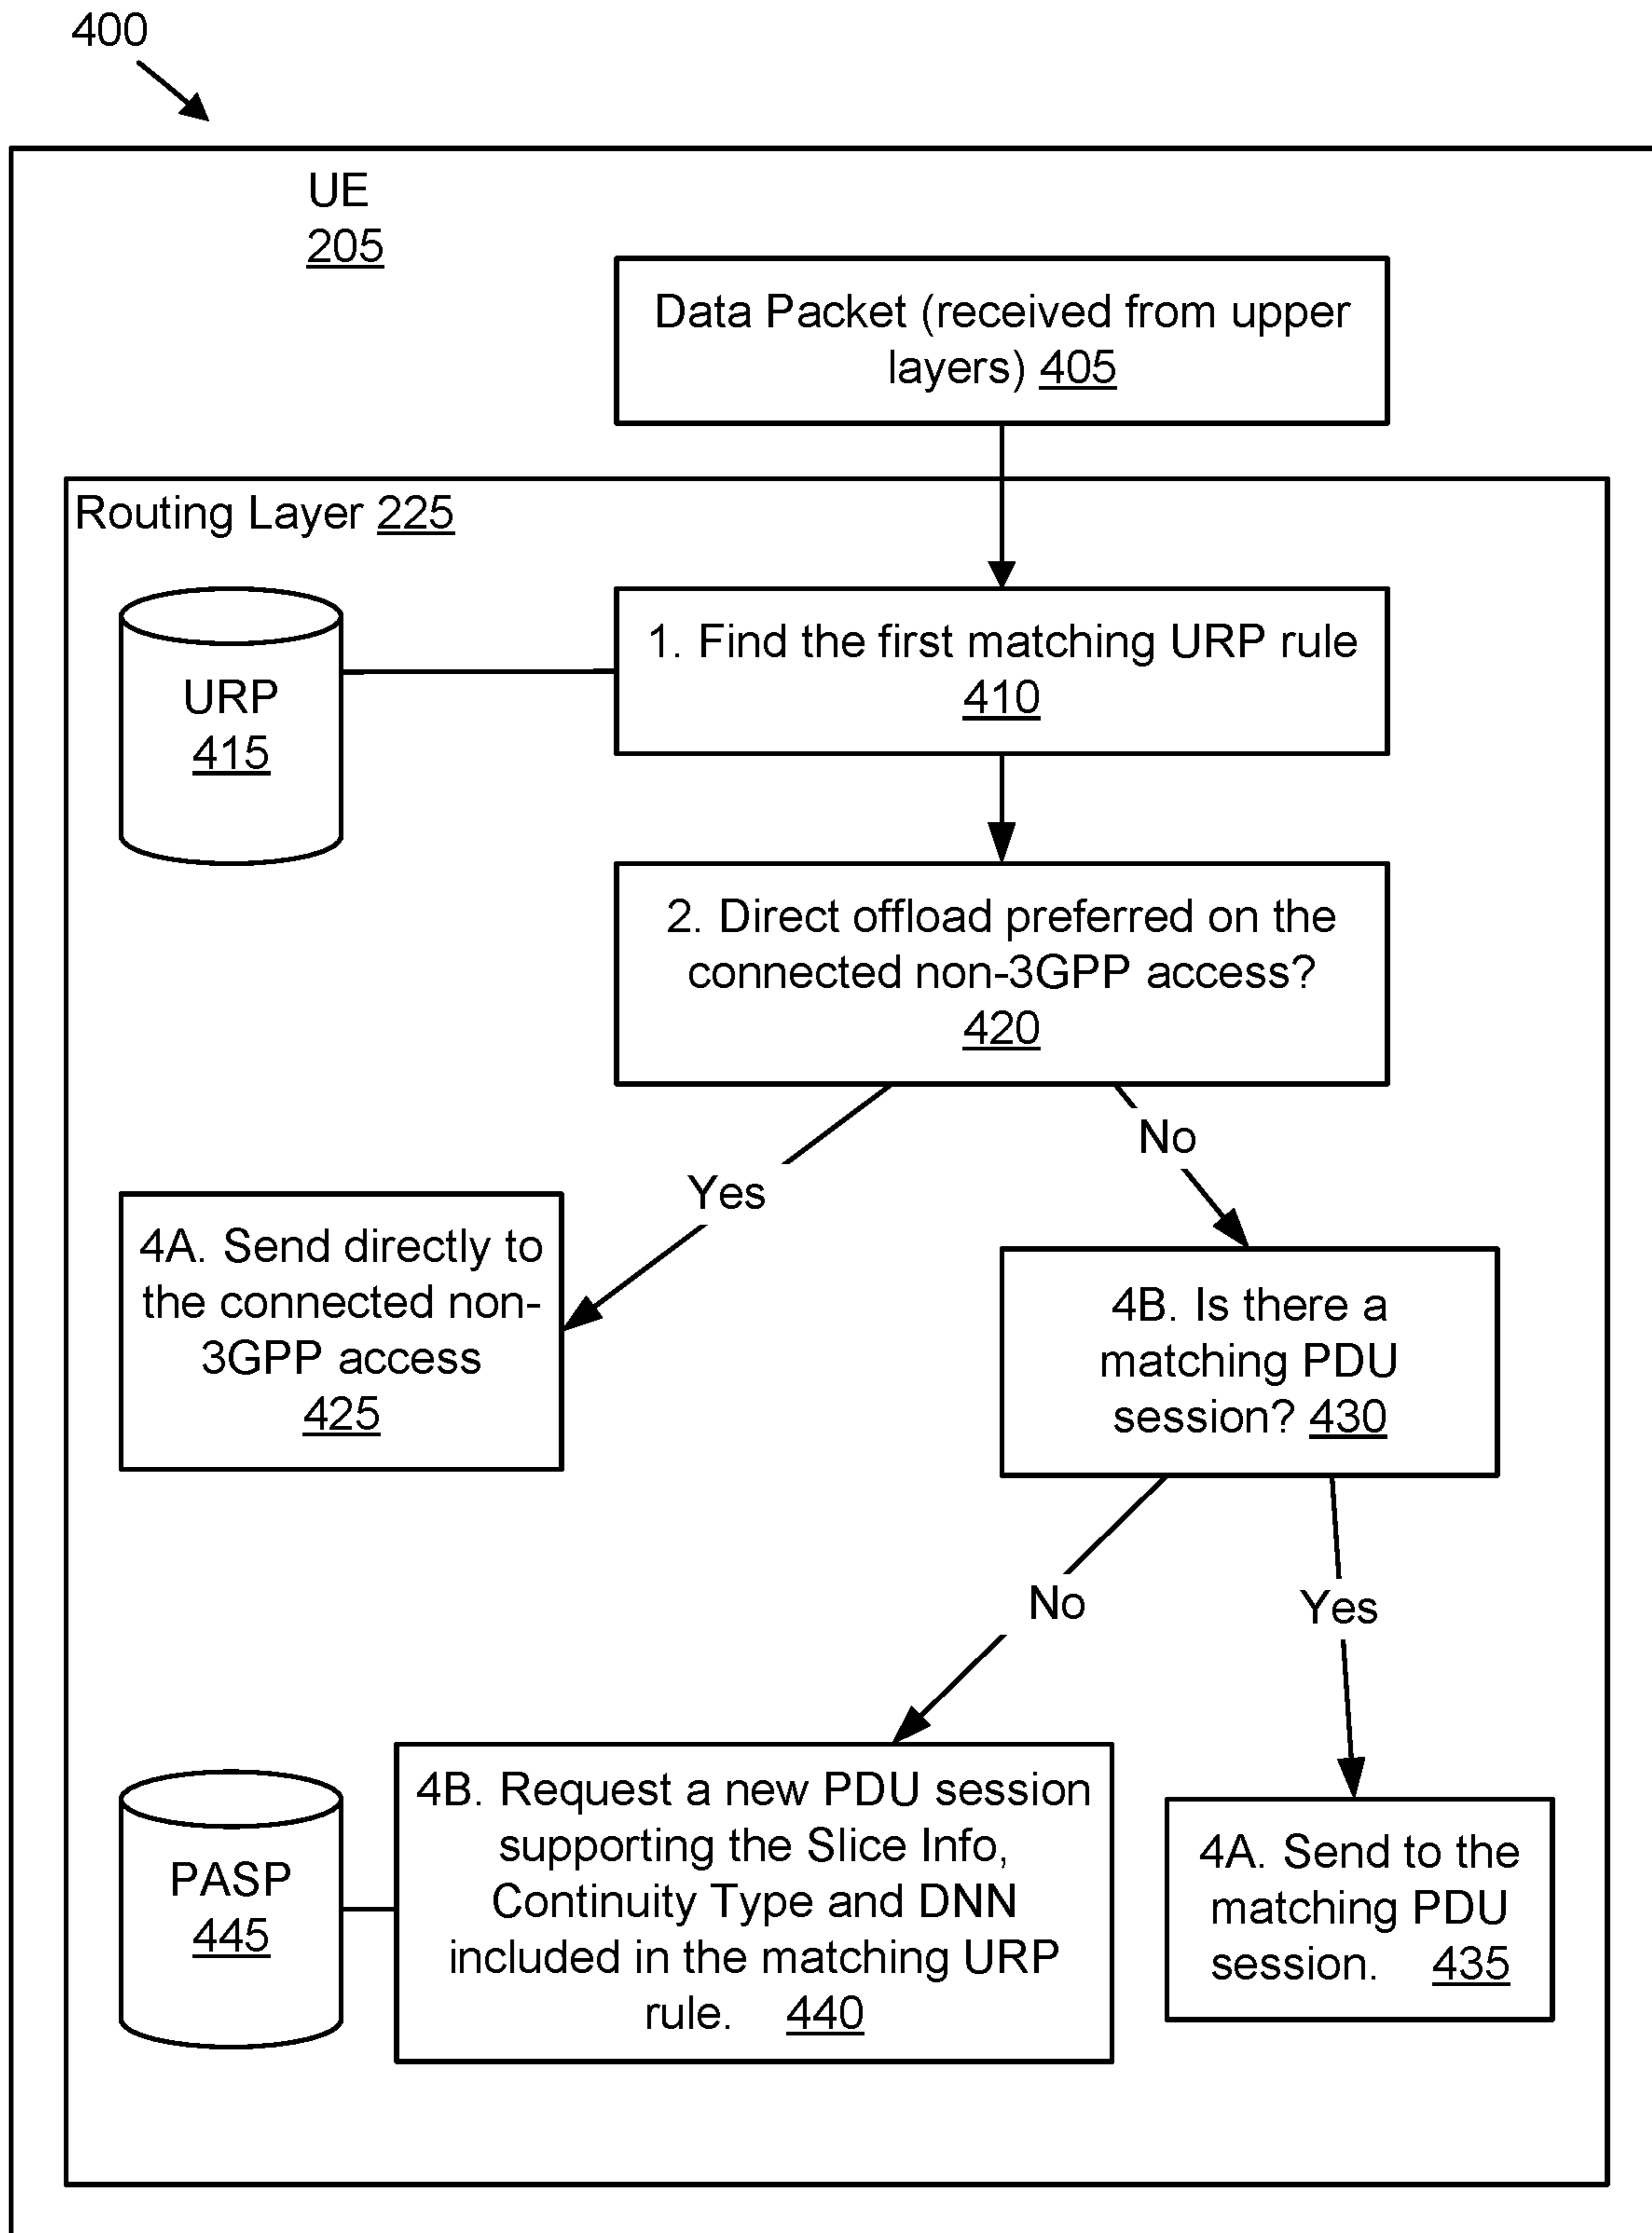 400
UE
205
Data Packet (received from upper
layers) 405
Routing Layer 225
URP
415
1. Find the first matching URP rule
410
2. Direct offload preferred on the
connected non-3GPP access?
420
No
Yes
4A. Send directly to
the connected non-
3GPP access
425
4B. Is there a
matching PDU
session? 430
No
Yes
PASP
445
4B. Request a new PDU session
supporting the Slice Info,
Continuity Type and DNN
included in the matching URP
rule. 440
4A. Send to the
matching PDU
session. 435